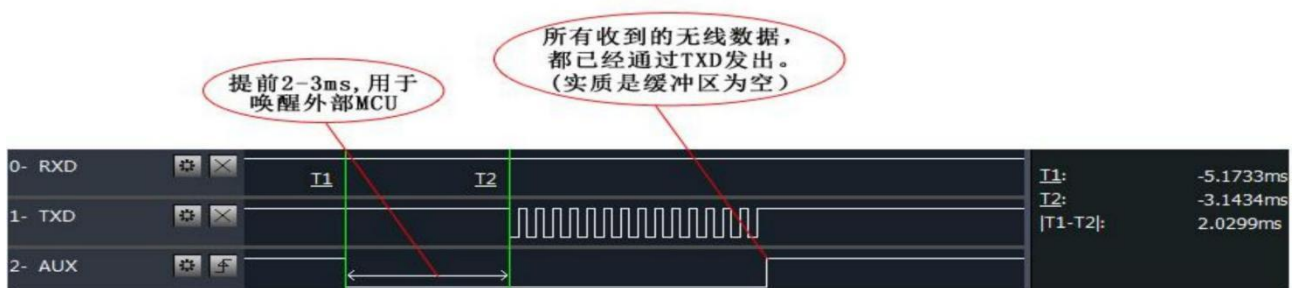 所有收到的无线数据，
都已经通过TXD发出。
(实质是缓冲区为空)
提前2-3ms,用于
唤醒外部MCU
0- RXD
T1
T2
T1: -5.1733ms
T2: -3.1434ms
|T1-T2|: 2.0299ms
1- TXD
2- AUX